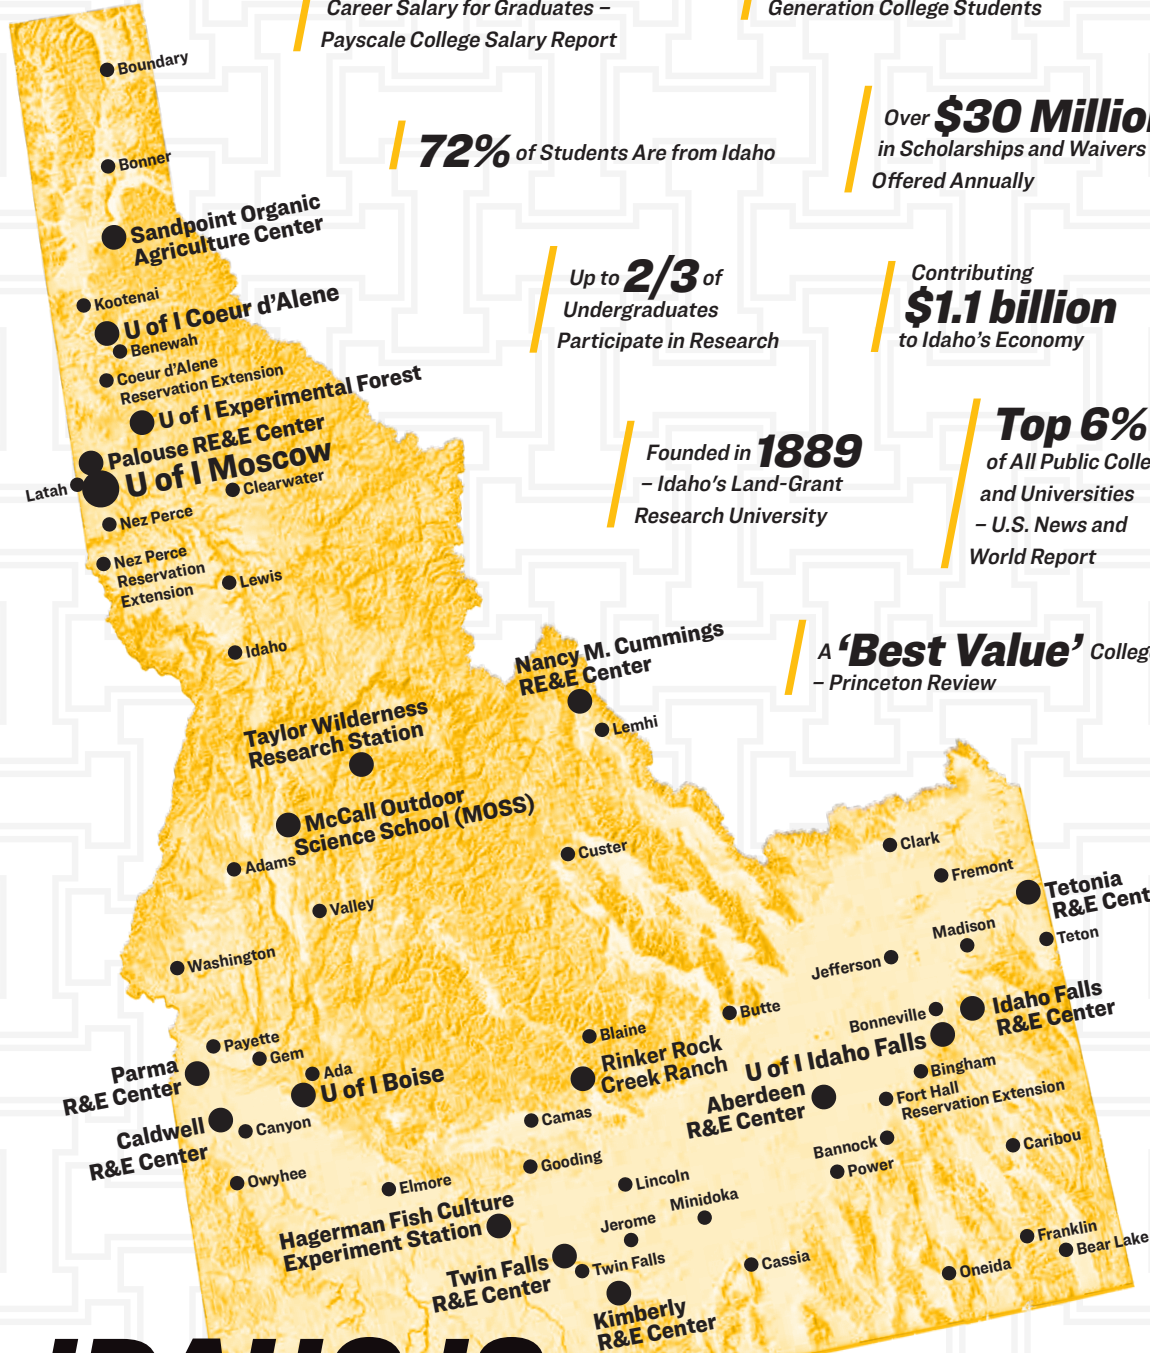 Career Salary for Graduates –
Payscale College Salary Report
Generation College Students
Boundary
Bonner
72% of Students Are from Idaho
Over $30 Million
in Scholarships and Waivers
Offered Annually
Sandpoint Organic
Agriculture Center
Kootenai
U of I Coeur d’Alene
Benewah
Coeur d’Alene
Reservation Extension
U of I Experimental Forest
Palouse RE&E Center
U of I Moscow
Latah
Clearwater
Nez Perce
Nez Perce
Reservation
Extension
Lewis
Idaho
Up to 2/3 of
Undergraduates
Participate in Research
Contributing
$1.1 billion
to Idaho’s Economy
Founded in 1889
– Idaho’s Land-Grant
Research University
Top 6%
of All Public Colle
and Universities
– U.S. News and
World Report
A ‘Best Value’ Colleg
– Princeton Review
Nancy M. Cummings
RE&E Center
Lemhi
Taylor Wilderness
Research Station
McCall Outdoor
Science School (MOSS)
Adams
Custer
Valley
Washington
Clark
Fremont
Tetonia
R&E Cent
Madison
Teton
Jefferson
Butte
Bonneville
Idaho Falls
R&E Center
U of I Idaho Falls
Blaine
Rinker Rock
Creek Ranch
Payette
Gem
Parma
R&E Center
Ada
U of I Boise
Caldwell
R&E Center
Canyon
Camas
Aberdeen
R&E Center
Bingham
Fort Hall
Reservation Extension
Bannock
Power
Caribou
Owyhee
Elmore
Gooding
Lincoln
Minidoka
Jerome
Hagerman Fish Culture
Experiment Station
Twin Falls
R&E Center
Twin Falls
Kimberly
R&E Center
Cassia
Oneida
Franklin
Bear Lake
IDAHO IS